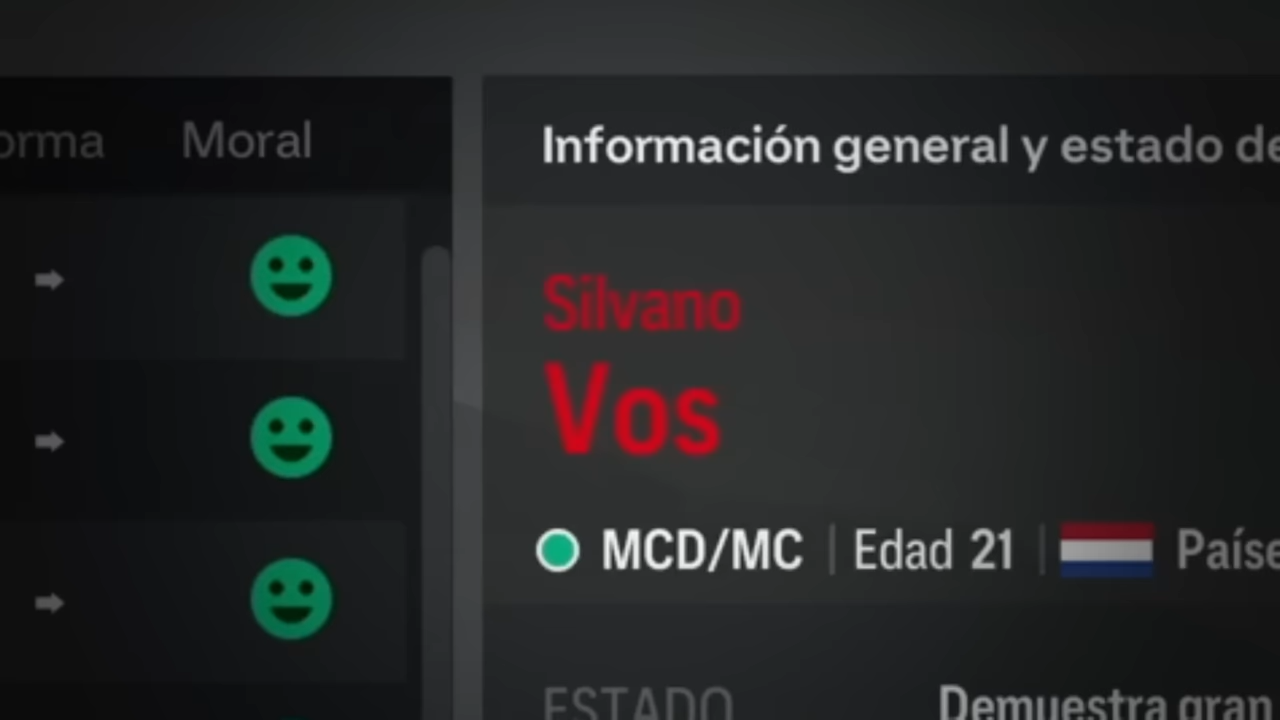 orma Moral
Información general y estado de
Silvano
Vos
MCD/MC | Edad 21 | Paíse
ESTADO Demuestra gran